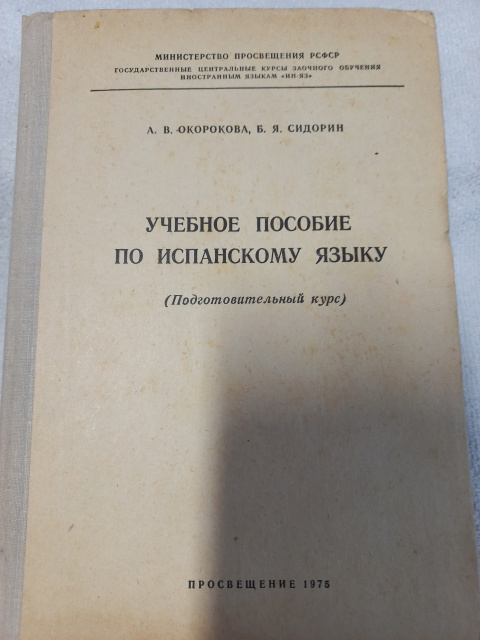 МИНИСТЕРСТВО ПРОСВЕЩЕНИЯ РСФСР
ГОСУДАРСТВЕННЫЕ ЦЕНТРАЛЬНЫЕ КУРСЫ ЗАОЧНОГО ОБУЧЕНИЯ
ИНОСТРАННЫМ ЯЗЫКАМ «ИН-ЯЗ»
А. В. ОКОРОКОВА, Б. Я. СИДОРИН
УЧЕБНОЕ ПОСОБИЕ
ПО ИСПАНСКОМУ ЯЗЫКУ
(Подготовительный курс)
ПРОСВЕЩЕНИЕ 1975